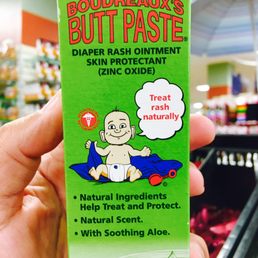 BOUDREAUX'S
BUTT PASTE®
DIAPER RASH OINTMENT
SKIN PROTECTANT
(ZINC OXIDE)
Treat
rash
naturally
• Natural Ingredients
Help Treat and Protect.
• Natural Scent.
• With Soothing Aloe.